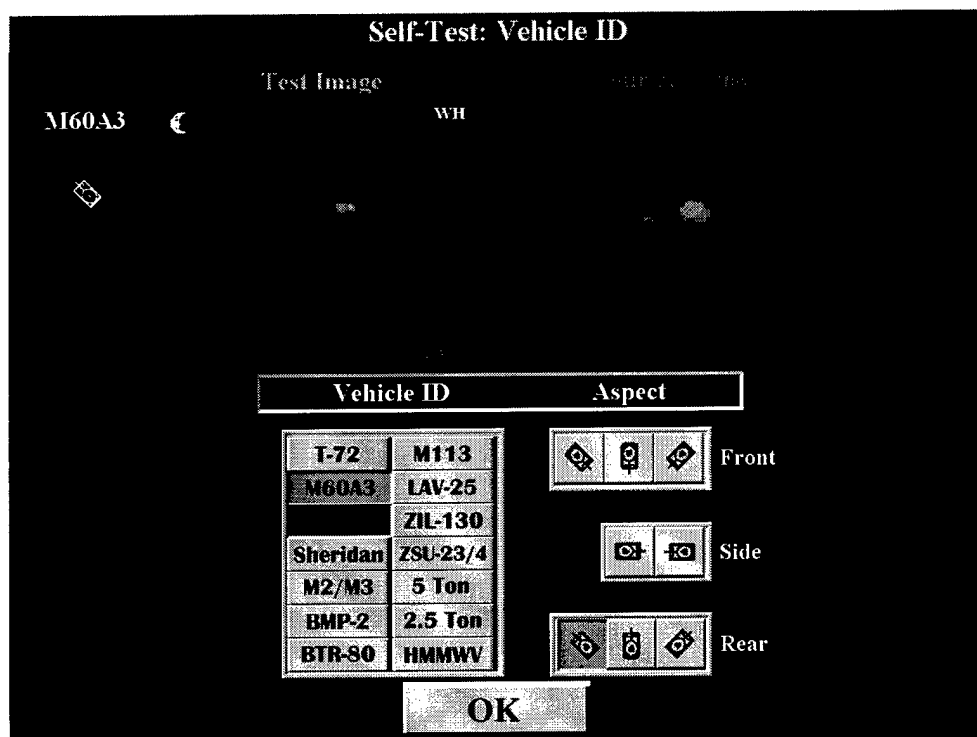 Self-Test: Vehicle ID
Test Image
M60A3
WH
Vehicle ID Aspect
T-72 M113
M60A3 LAV-25
ZIL-130
Sheridan ZSU-23/4
M2/M3 5 Ton
BMP-2 2.5 Ton
BTR-80 HMMWV
Front
Side
Rear
OK